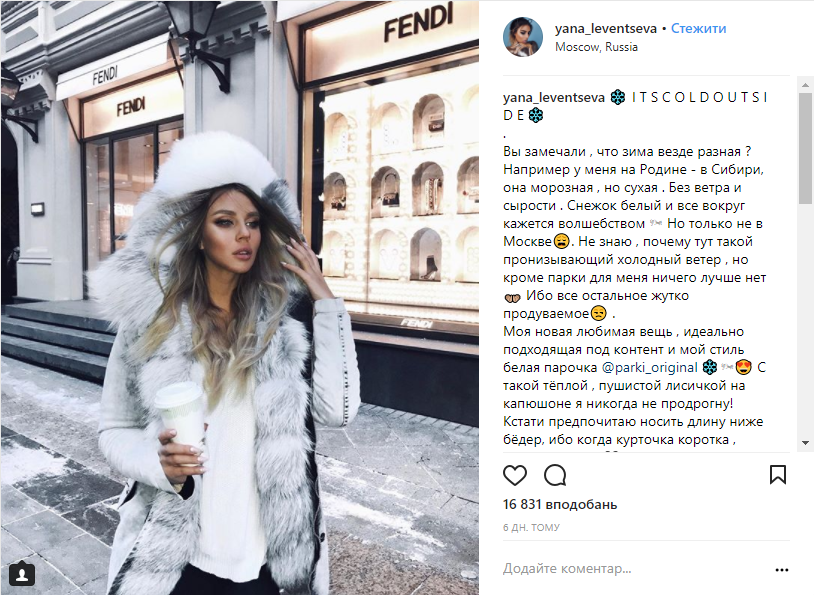 FENDI
FENDI
FENDI
FENDI
yana_leventseva • Стежити
Moscow, Russia
yana_leventseva ❄ I T S C O L D O U T S I
D E ❄
.
Вы замечали , что зима везде разная ?
Например у меня на Родине - в Сибири,
она морозная , но сухая . Без ветра и
сырости . Снежок белый и все вокруг
кажется волшебством Но только не в
Москве😩. Не знаю , почему тут такой
пронизывающий холодный ветер , но
кроме парки для меня ничего лучше нет
Ибо все остальное жутко
продуваемое😒 .
Моя новая любимая вещь , идеально
подходящая под контент и мой стиль
белая парочка @parki_original ❄😍 С
такой тёплой , пушистой лисичкой на
капюшоне я никогда не продрогну!
Кстати предпочитаю носить длину ниже
бёдер, ибо когда курточка коротка ,
16 831 вподобань
6 ДН. ТОМУ
Додайте коментар...